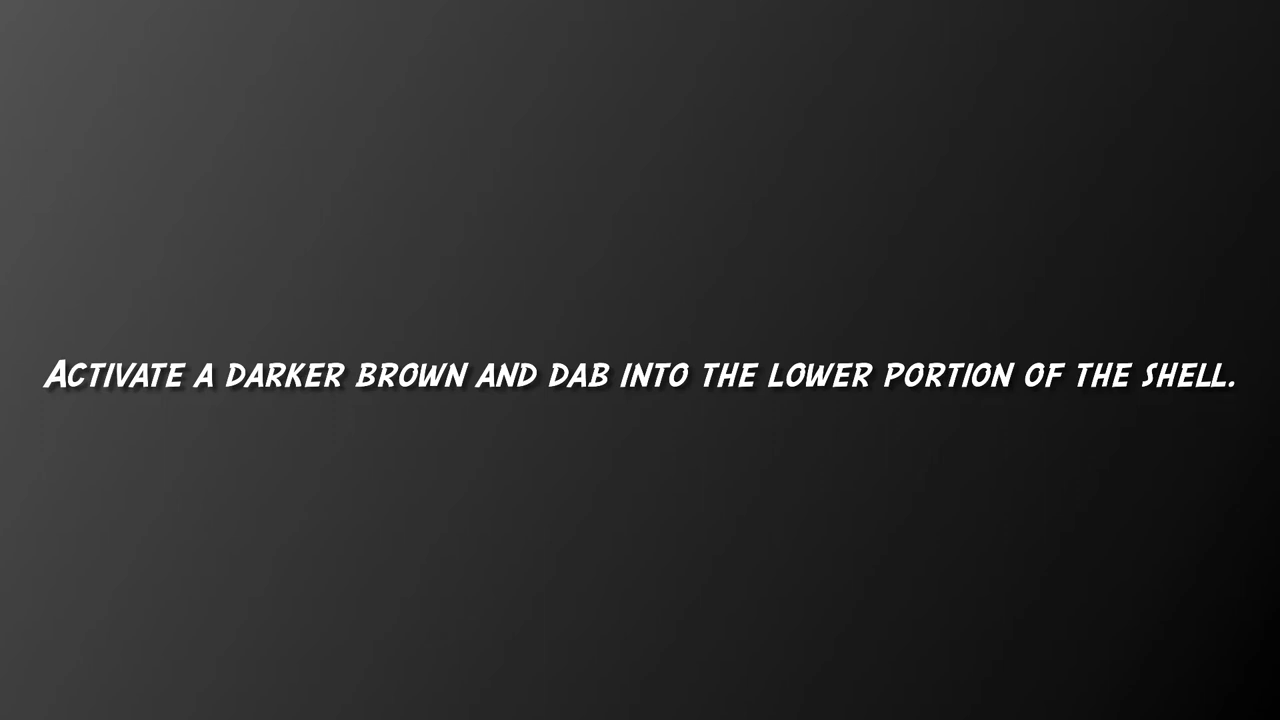 Activate a darker brown and dab into the lower portion of the shell.